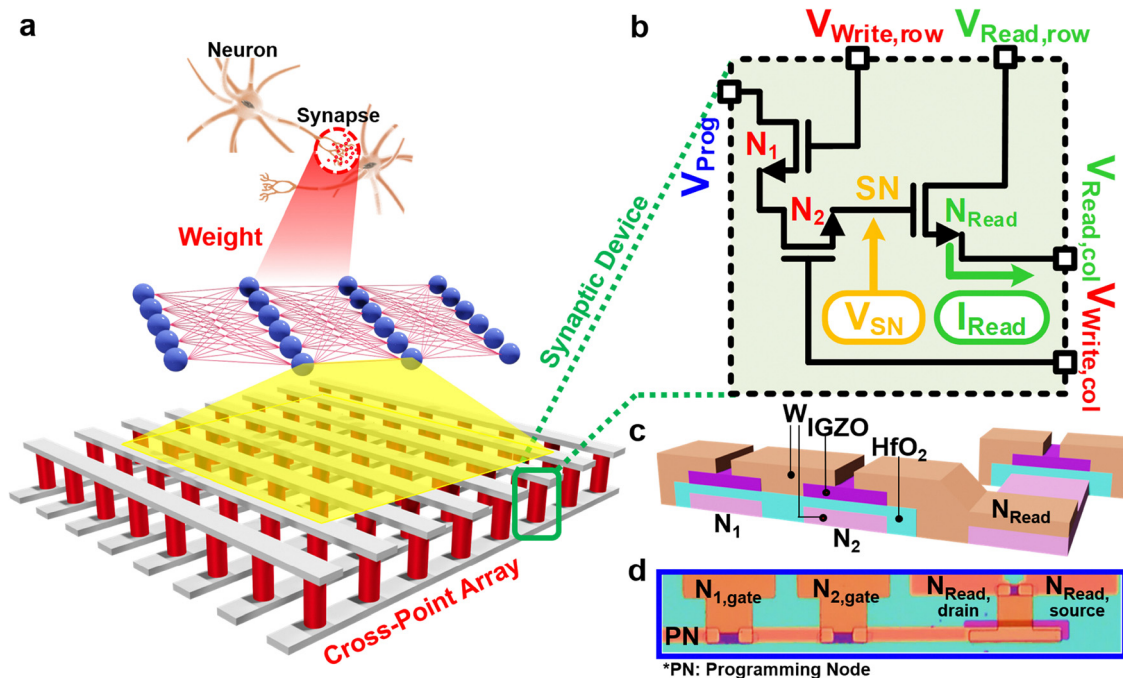 a
Neuron
Synapse
Weight
Cross-Point Array
Synaptic Device
b
V_Write,row
V_Read,row
V_Prog
N_1
N_2
SN
N_Read
V_SN
I_Read
V_Read,col
V_Write,col
c
W
IGZO
HfO_2
N_1
N_2
N_Read
d
N_1,gate
N_2,gate
N_Read,
drain
N_Read,
source
PN
*PN: Programming Node